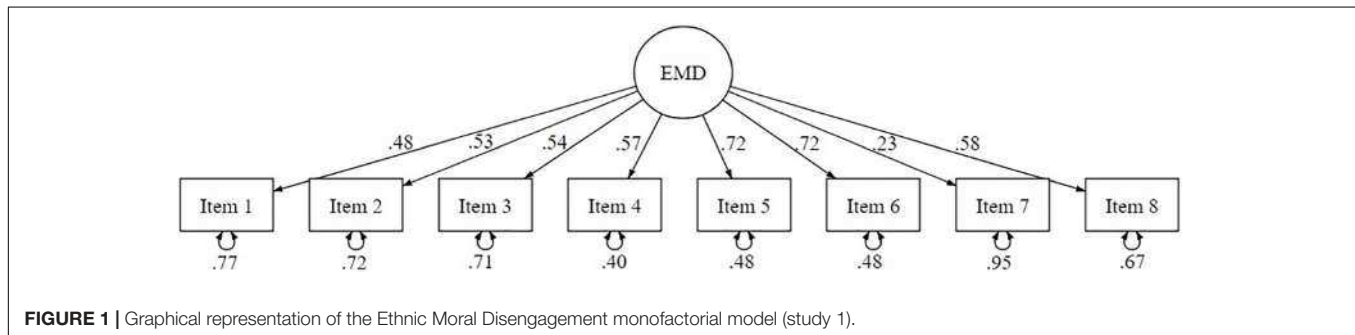 EMD
.48 .53 .54 .57 .72 .72 .23 .58
Item 1 Item 2 Item 3 Item 4 Item 5 Item 6 Item 7 Item 8
.77 .72 .71 .40 .48 .48 .95 .67
FIGURE 1 | Graphical representation of the Ethnic Moral Disengagement monofactorial model (study 1).